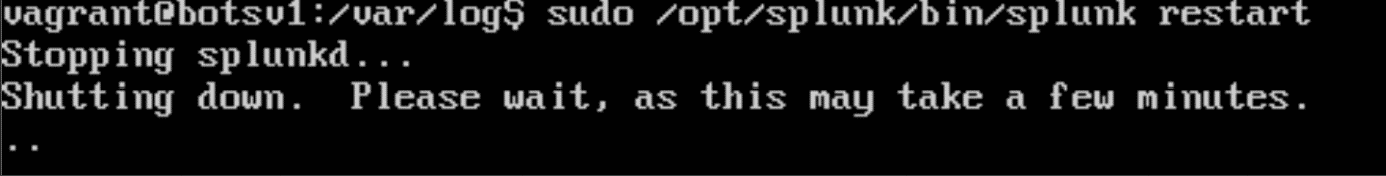 vagrant@botsv1:/var/log$ sudo /opt/splunk/bin/splunk restart
Stopping splunkd...
Shutting down.  Please wait, as this may take a few minutes.
..